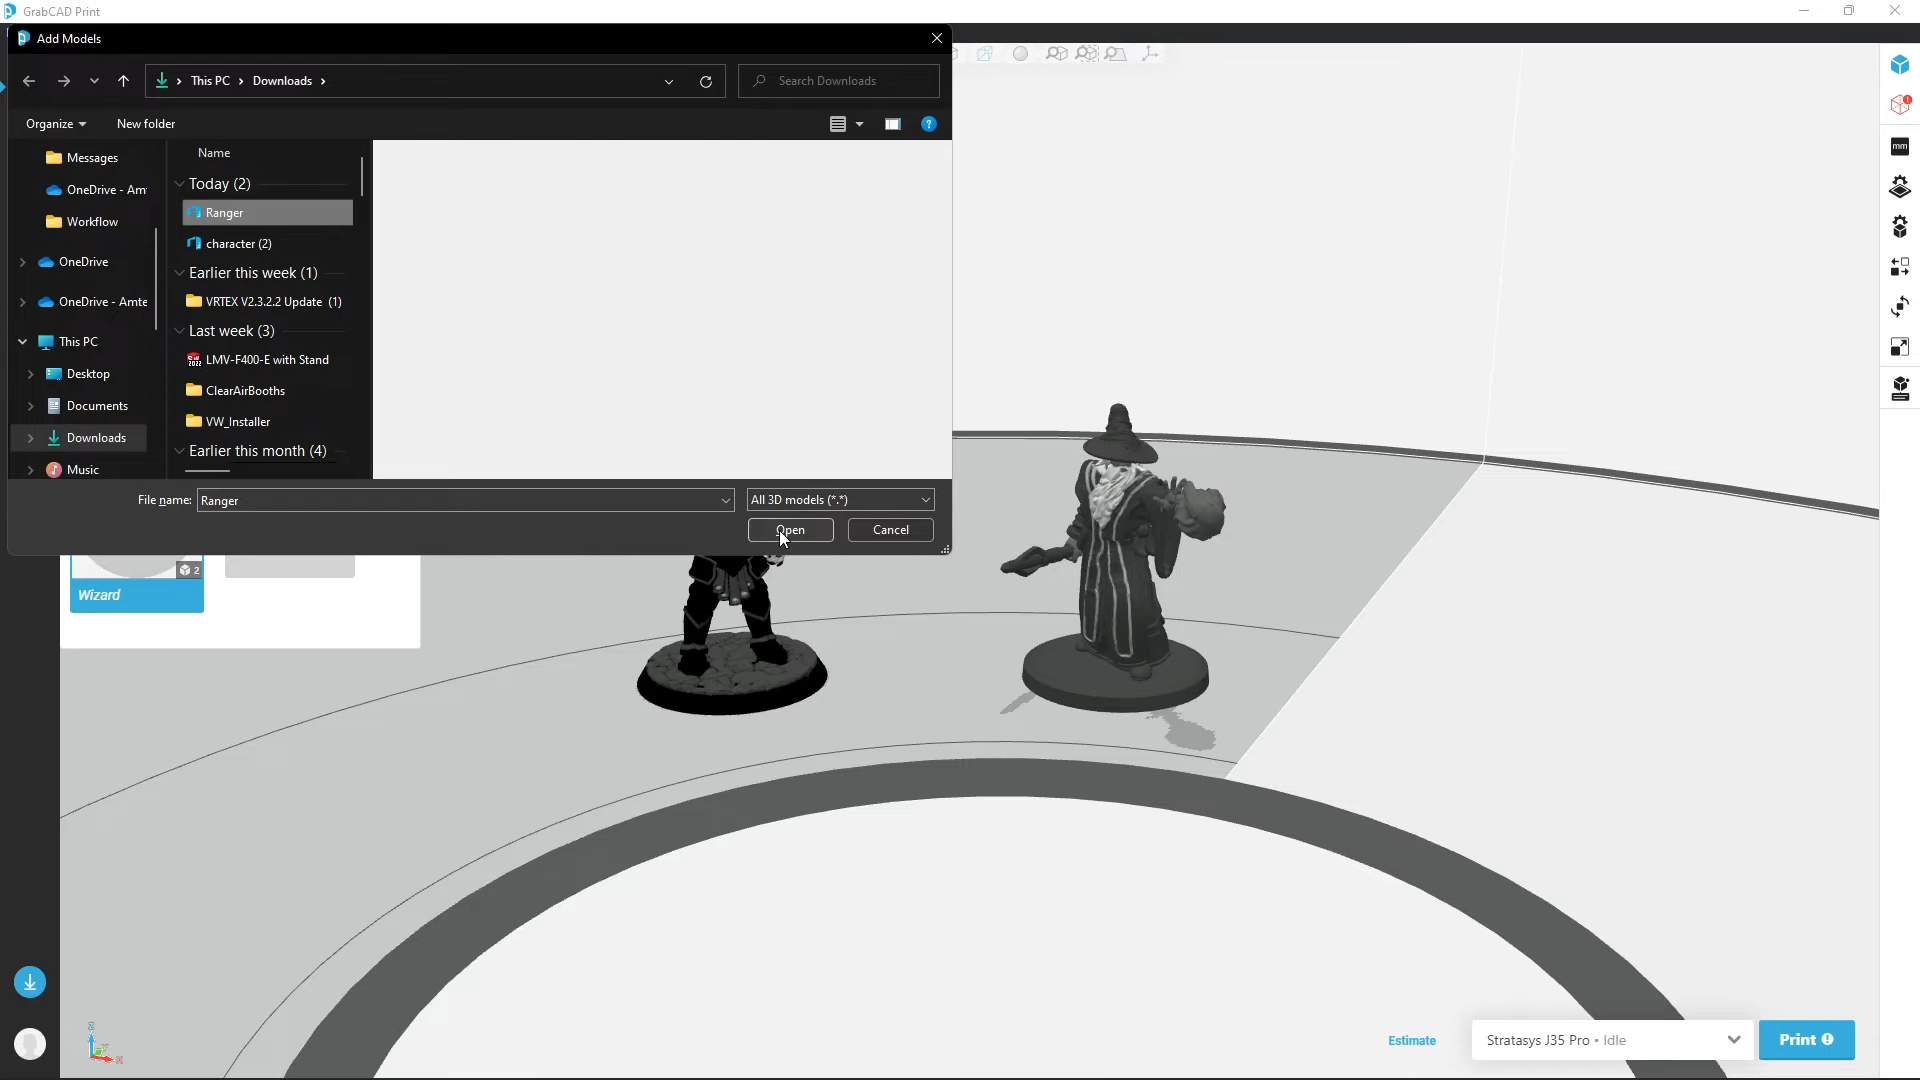 GrabCAD Print
Add Models
This PC
Downloads
Search Downloads
Organize
New folder
Messages
OneDrive - Am
Workflow
OneDrive
OneDrive - Amte
This PC
Desktop
Documents
Downloads
Music
Name
Today (2)
Ranger
character (2)
Earlier this week (1)
VRTEX V2.3.2.2 Update (1)
Last week (3)
LMV-F400-E with Stand
ClearAirBooths
VW_Installer
Earlier this month (4)
File name:
Ranger
All 3D models (*.*)
Open
Cancel
2
Wizard
mm
Estimate
Stratasys J35 Pro • Idle
Print